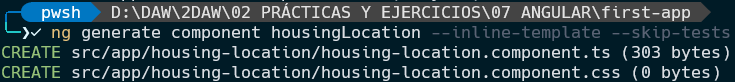 pwsh D:\DAW\2DAW\02 PRÁCTICAS Y EJERCICIOS\07 ANGULAR\first-app
ng generate component housingLocation --inline-template --skip-tests
CREATE src/app/housing-location/housing-location.component.ts (303 bytes)
CREATE src/app/housing-location/housing-location.component.css (0 bytes)